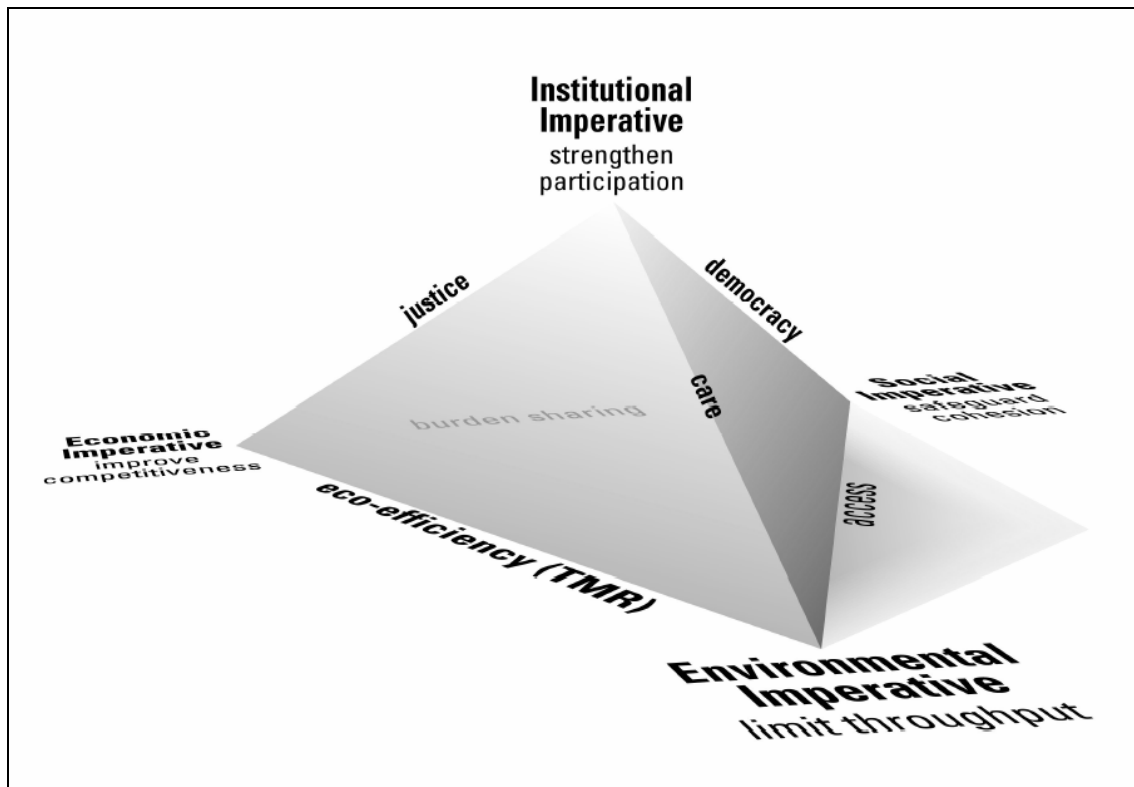 Institutional
Imperative
strengthen
participation
justice
democracy
care
Social
Imperative
safeguard
cohesion
burden sharing
Economic
Imperative
improve
competitiveness
eco-efficiency (TMR)
access
Environmental
Imperative
limit throughput